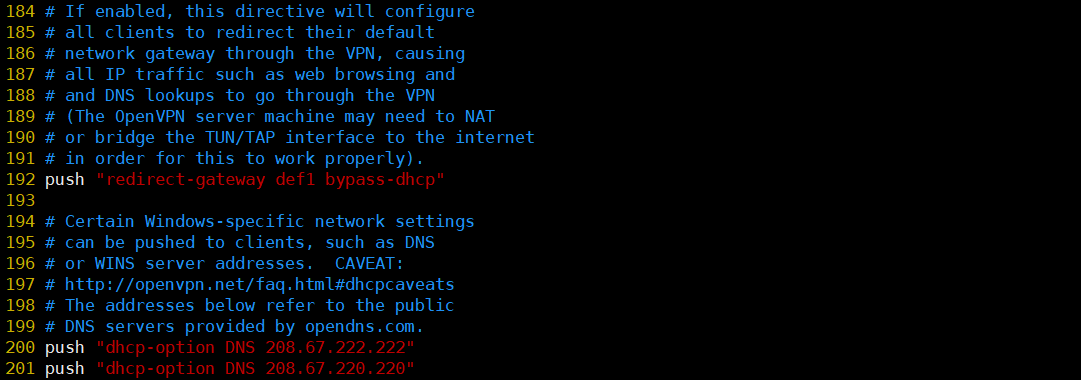 184 # If enabled, this directive will configure
185 # all clients to redirect their default
186 # network gateway through the VPN, causing
187 # all IP traffic such as web browsing and
188 # and DNS lookups to go through the VPN
189 # (The OpenVPN server machine may need to NAT
190 # or bridge the TUN/TAP interface to the internet
191 # in order for this to work properly).
192 push "redirect-gateway def1 bypass-dhcp"
193
194 # Certain Windows-specific network settings
195 # can be pushed to clients, such as DNS
196 # or WINS server addresses.  CAVEAT:
197 # http://openvpn.net/faq.html#dhcpcaveats
198 # The addresses below refer to the public
199 # DNS servers provided by opendns.com.
200 push "dhcp-option DNS 208.67.222.222"
201 push "dhcp-option DNS 208.67.220.220"